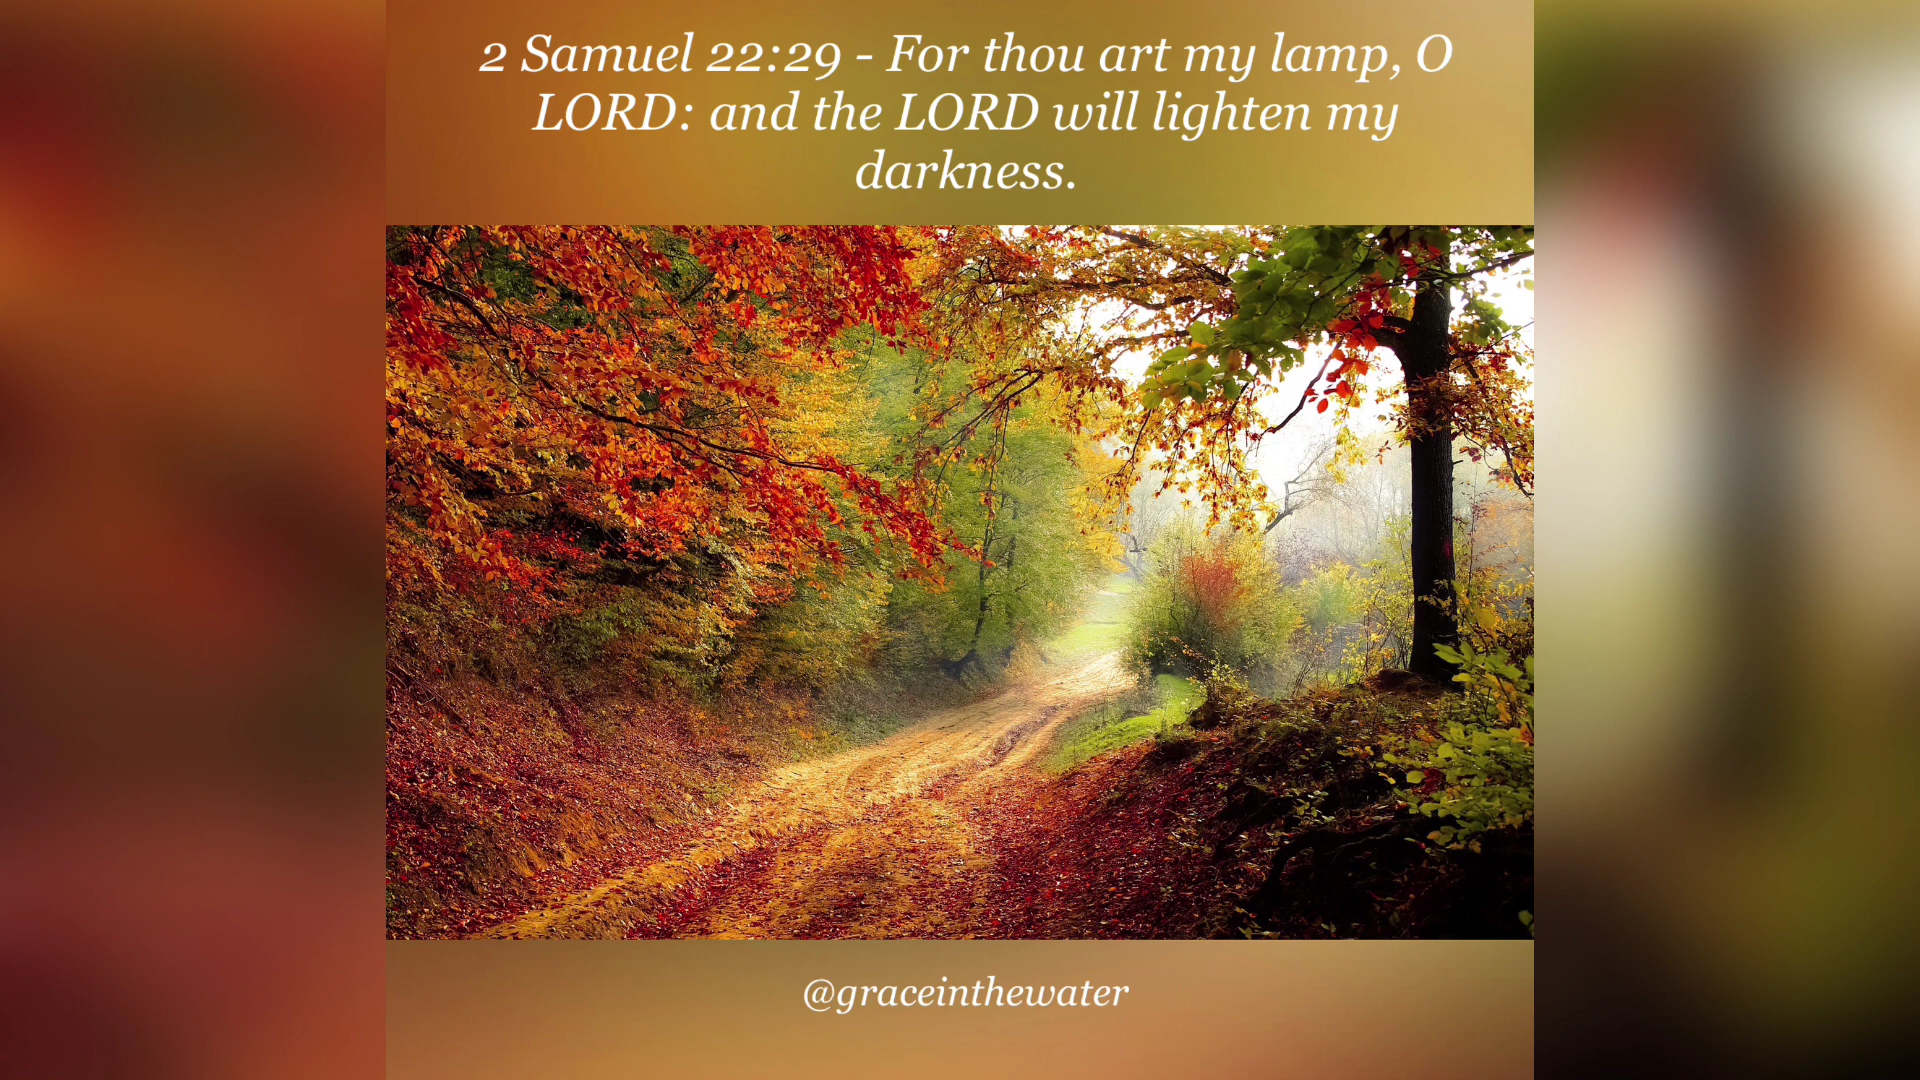 2 Samuel 22:29 - For thou art my lamp, O
LORD: and the LORD will lighten my
darkness.
@graceinthewater